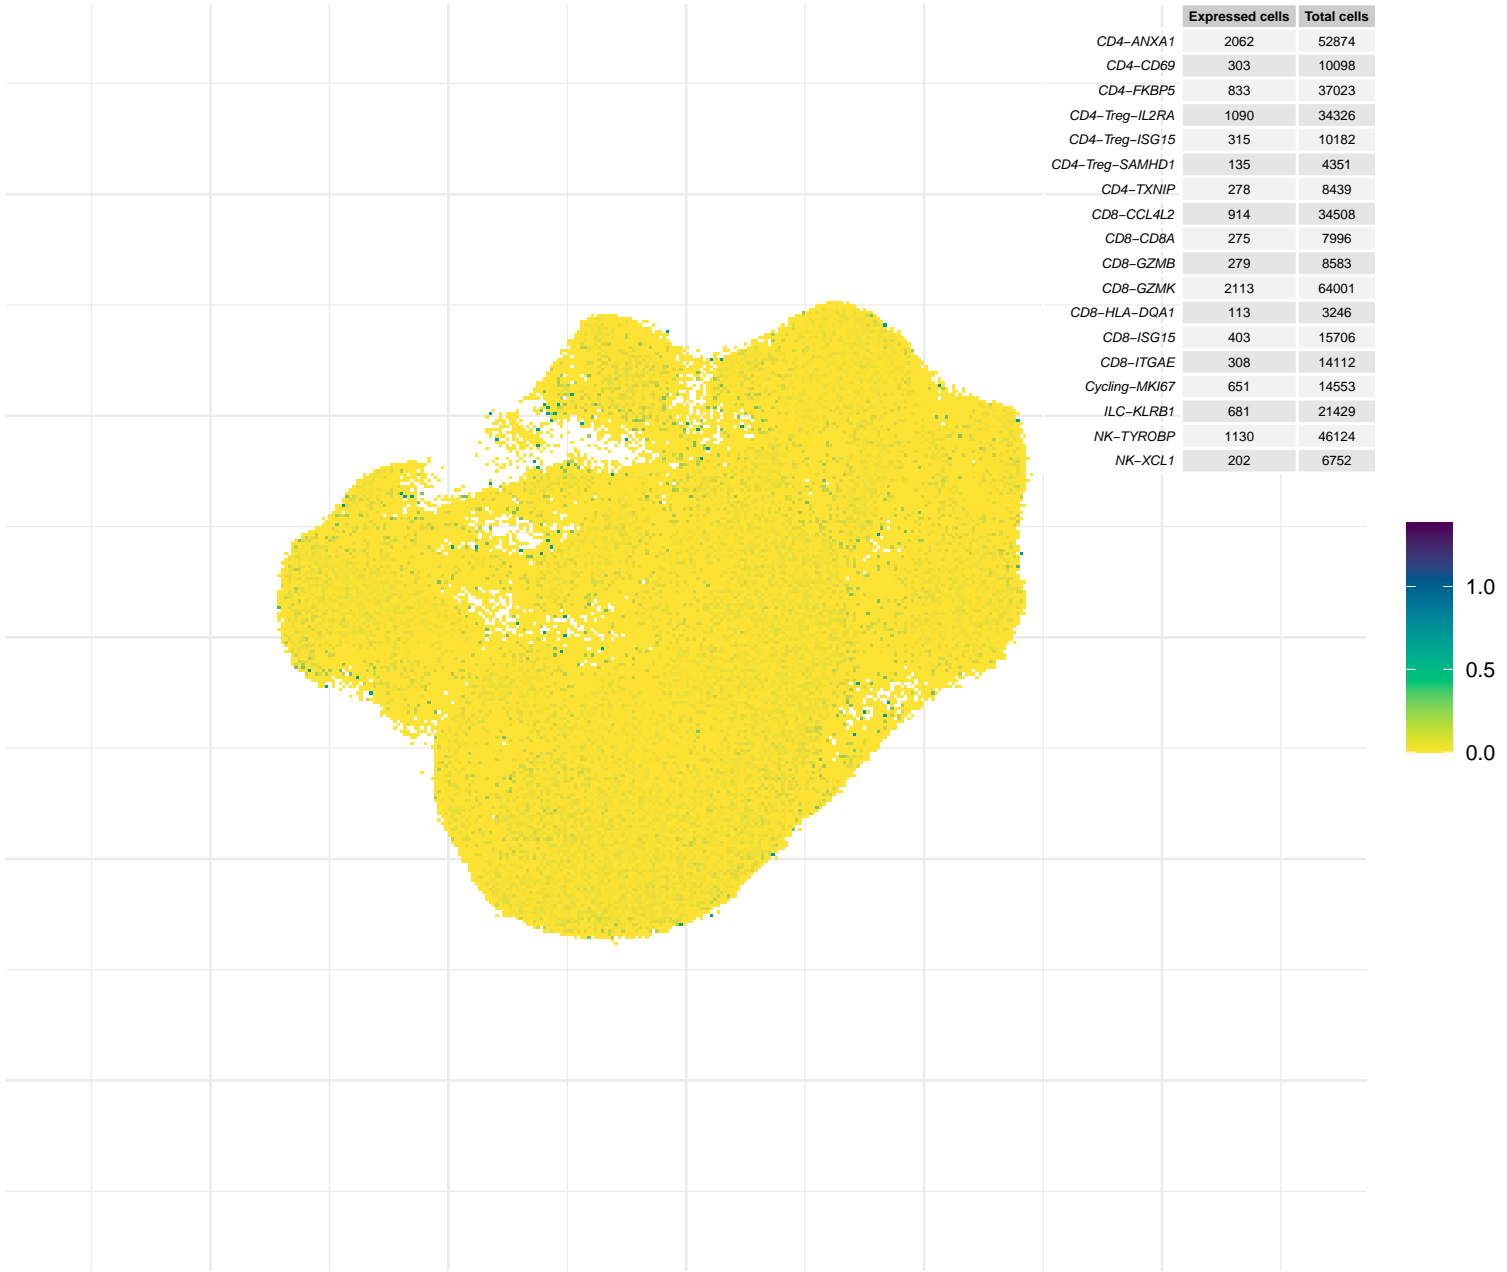 Expressed cells Total cells
CD4−ANXA1 2062 52874
CD4−CD69 303 10098
CD4−FKBP5 833 37023
CD4−Treg−IL2RA 1090 34326
CD4−Treg−ISG15 315 10182
CD4−Treg−SAMHD1 135 4351
CD4−TXNIP 278 8439
CD8−CCL4L2 914 34508
CD8−CD8A 275 7996
CD8−GZMB 279 8583
CD8−GZMK 2113 64001
CD8−HLA−DQA1 113 3246
CD8−ISG15 403 15706
CD8−ITGAE 308 14112
Cycling−MKI67 651 14553
ILC−KLRB1 681 21429
NK−TYROBP 1130 46124
NK−XCL1 202 6752
1.0
0.5
0.0